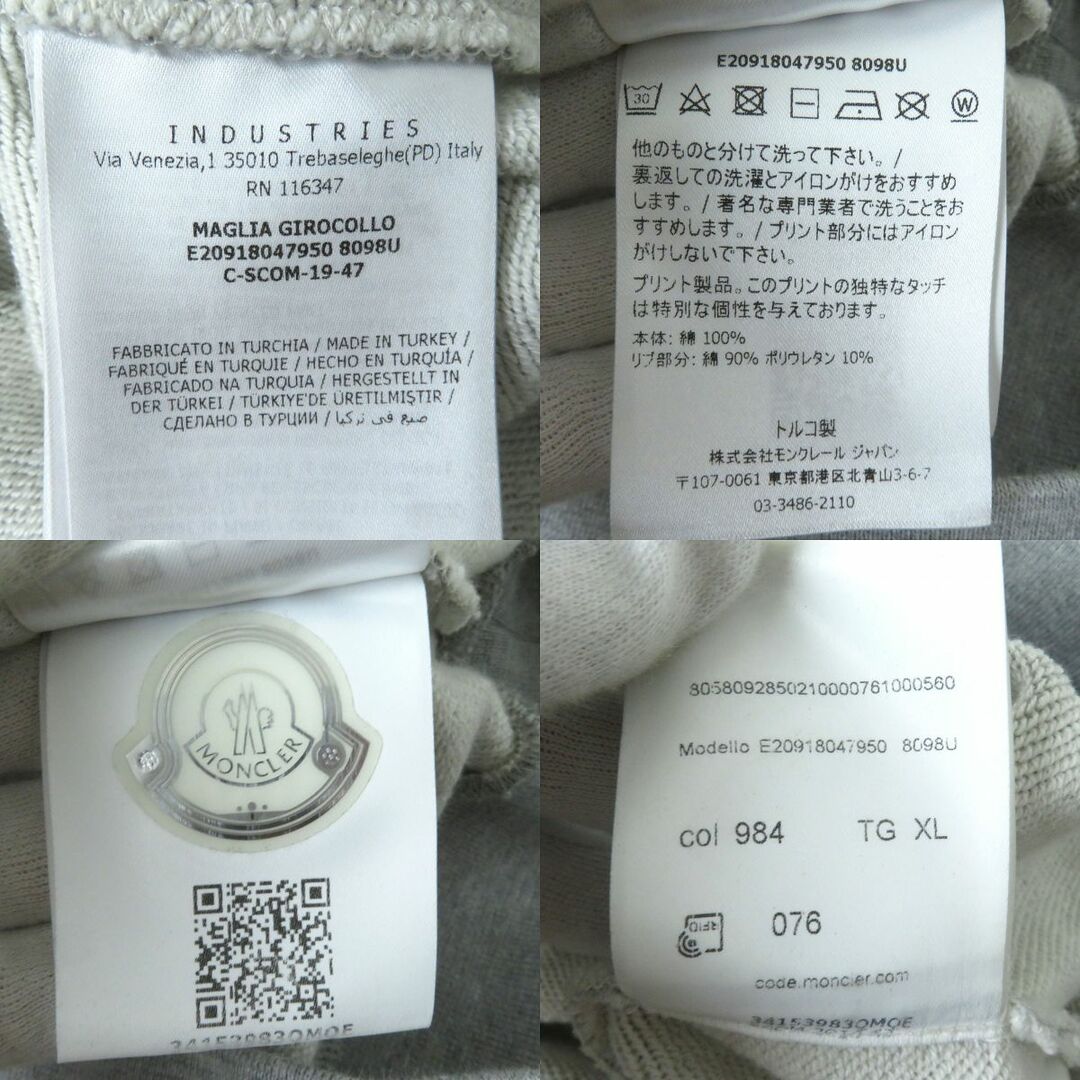 INDUSTRIES
Via Venezia,1 35010 Trebaseleghe(PD) Italy
RN 116347
MAGLIA GIROCOLLO
E20918047950 8098U
C-SCOM-19-47
FABBRICATO IN TURCHIA / MADE IN TURKEY /
FABRIQUÉ EN TURQUIE / HECHO EN TURQUÍA /
FABRICADO NA TURQUIA / HERGESTELLT IN
DER TÜRKEI / TÜRKIYE'DE ÜRETILMIŞTIR /
СДЕЛАНО В ТУРЦИИ / صنع في تركيا
E20918047950 8098U
30
W
他のものと分けて洗って下さい。/
裏返しての洗濯とアイロンがけをおすすめ
します。/ 著名な専門業者で洗うことをお
すすめします。/ プリント部分にはアイロン
がけしないで下さい。
プリント製品。このプリントの独特なタッチ
は特別な個性を与えております。
本体: 綿 100%
リブ部分: 綿 90% ポリウレタン 10%
トルコ製
株式会社モンクレール ジャパン
〒107-0061 東京都港区北青山3-6-7
03-3486-2110
MONCLER
341539830MOE
8058092850210000761000560
Modello E20918047950 8098U
col 984 TG XL
RFID 076
code.moncler.com
341539830MOE